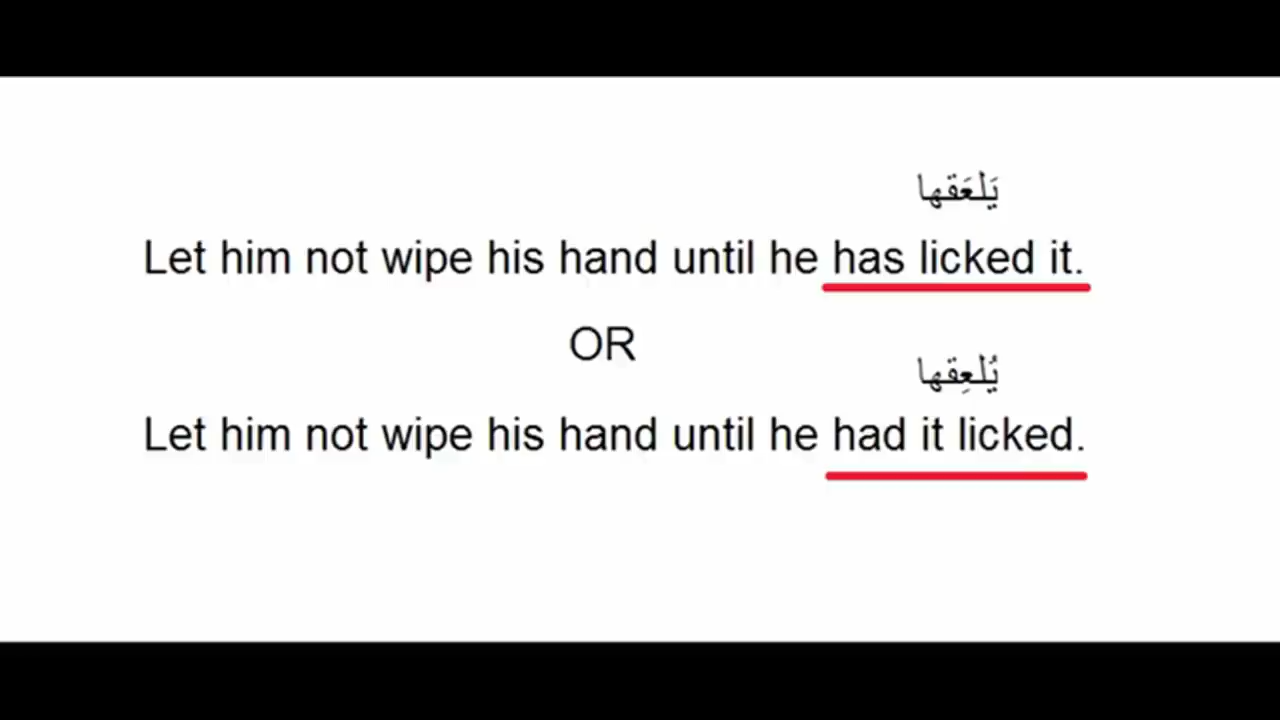 يَلعَقها
Let him not wipe his hand until he has licked it.
OR
يُلعِقها
Let him not wipe his hand until he had it licked.